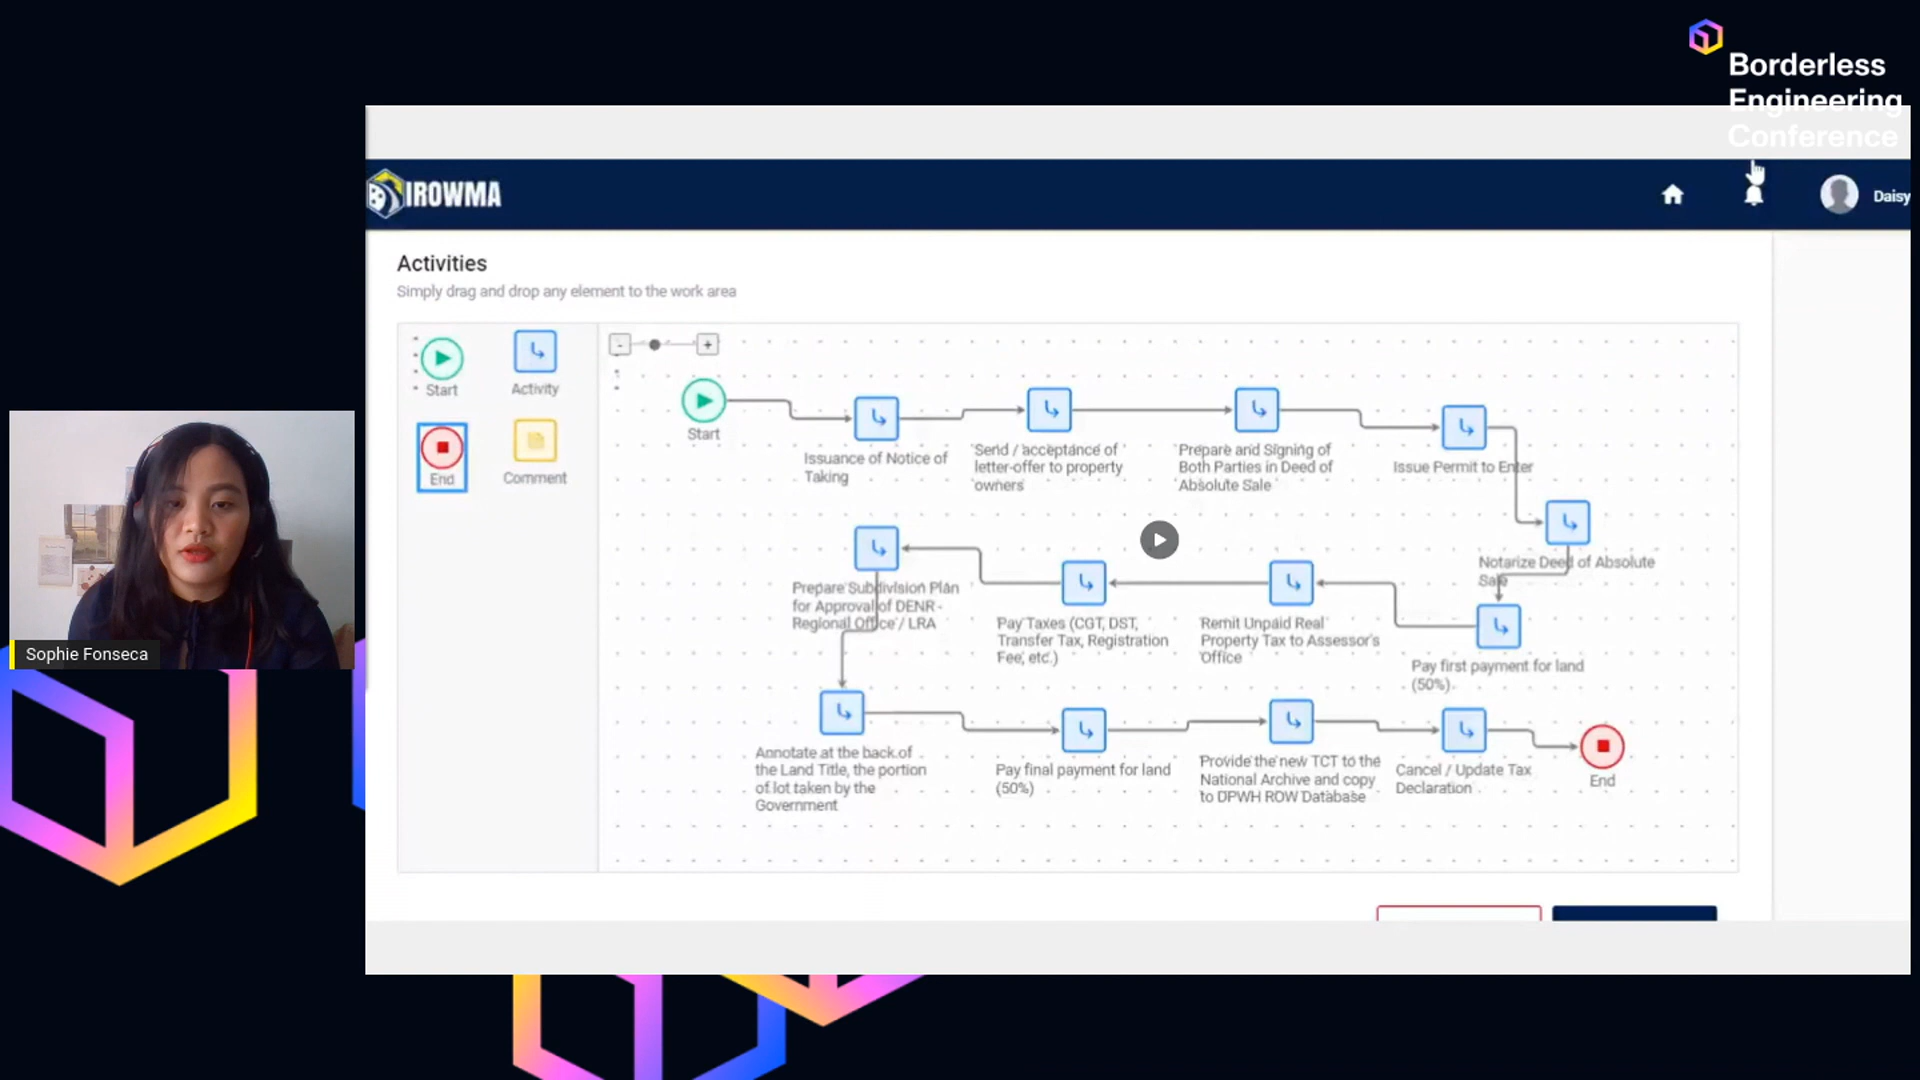 Borderless
Engineering
Conference
IROWMA
Daisy
Activities
Simply drag and drop any element to the work area
Start
Activity
End
Comment
-
+
Start
Issuance of Notice of
Taking
Send / acceptance of
letter-offer to property
owners
Prepare and Signing of
Both Parties in Deed of
Absolute Sale
Issue Permit to Enter
Notarize Deed of Absolute
Sale
Prepare Subdivision Plan
for Approval of DENR -
Regional Office / LRA
Pay Taxes (CGT, DST,
Transfer Tax, Registration
Fee, etc.)
Remit Unpaid Real
Property Tax to Assessor's
Office
Pay first payment for land
(50%)
Annotate at the back of
the Land Title, the portion
of lot taken by the
Government
Pay final payment for land
(50%)
Provide the new TCT to the
National Archive and copy
to DPWH ROW Database
Cancel / Update Tax
Declaration
End
Sophie Fonseca